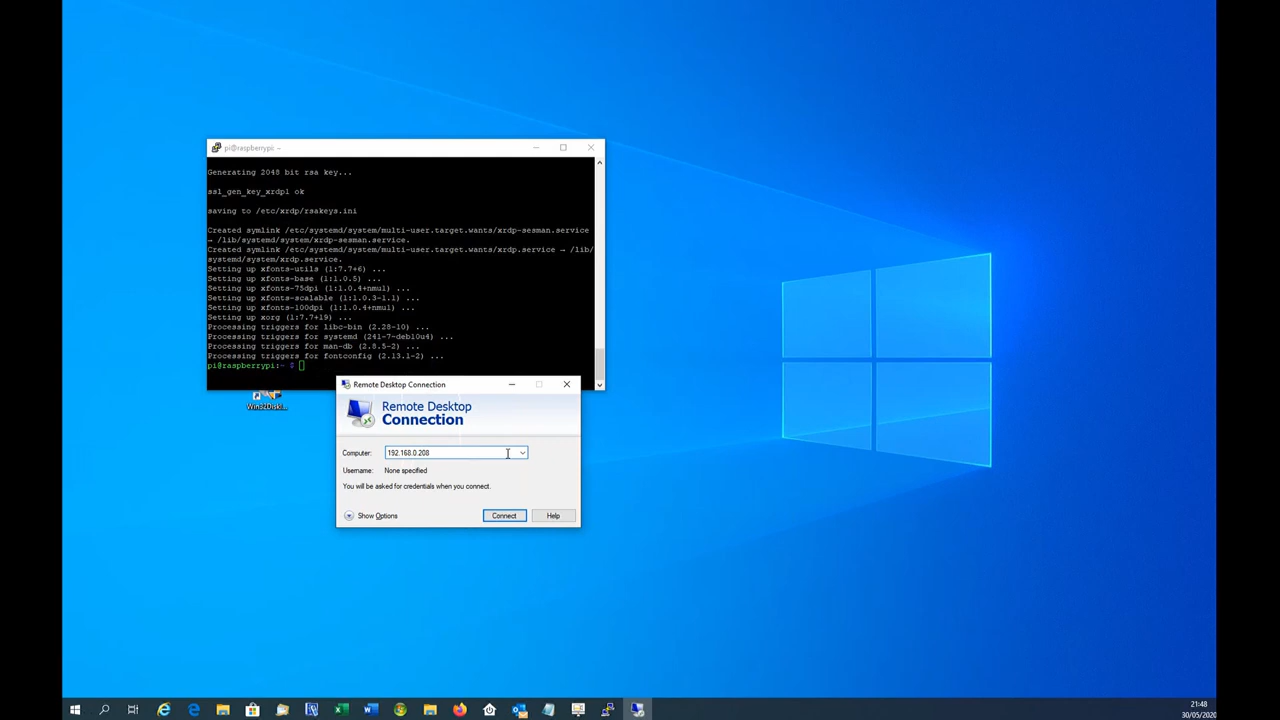 pi@raspberrypi: ~
Generating 2048 bit rsa key...
ssl_gen_key_xrdp1 ok
saving to /etc/xrdp/rsakeys.ini
Created symlink /etc/systemd/system/multi-user.target.wants/xrdp-sesman.service
→ /lib/systemd/system/xrdp-sesman.service.
Created symlink /etc/systemd/system/multi-user.target.wants/xrdp.service → /lib/
systemd/system/xrdp.service.
Setting up xfonts-utils (1:7.7+6) ...
Setting up xfonts-base (1:1.0.5) ...
Setting up xfonts-75dpi (1:1.0.4+nmu1) ...
Setting up xfonts-scalable (1:1.0.3-1.1) ...
Setting up xfonts-100dpi (1:1.0.4+nmu1) ...
Setting up xorg (1:7.7+19) ...
Processing triggers for libc-bin (2.28-10) ...
Processing triggers for systemd (241-7~deb10u4) ...
Processing triggers for man-db (2.8.5-2) ...
Processing triggers for fontconfig (2.13.1-2) ...
pi@raspberrypi:~ $
Win32DiskI...
Remote Desktop Connection
Remote Desktop
Connection
Computer: 192.168.0.208
Username: None specified
You will be asked for credentials when you connect.
Show Options Connect Help
21:48
30/05/2020